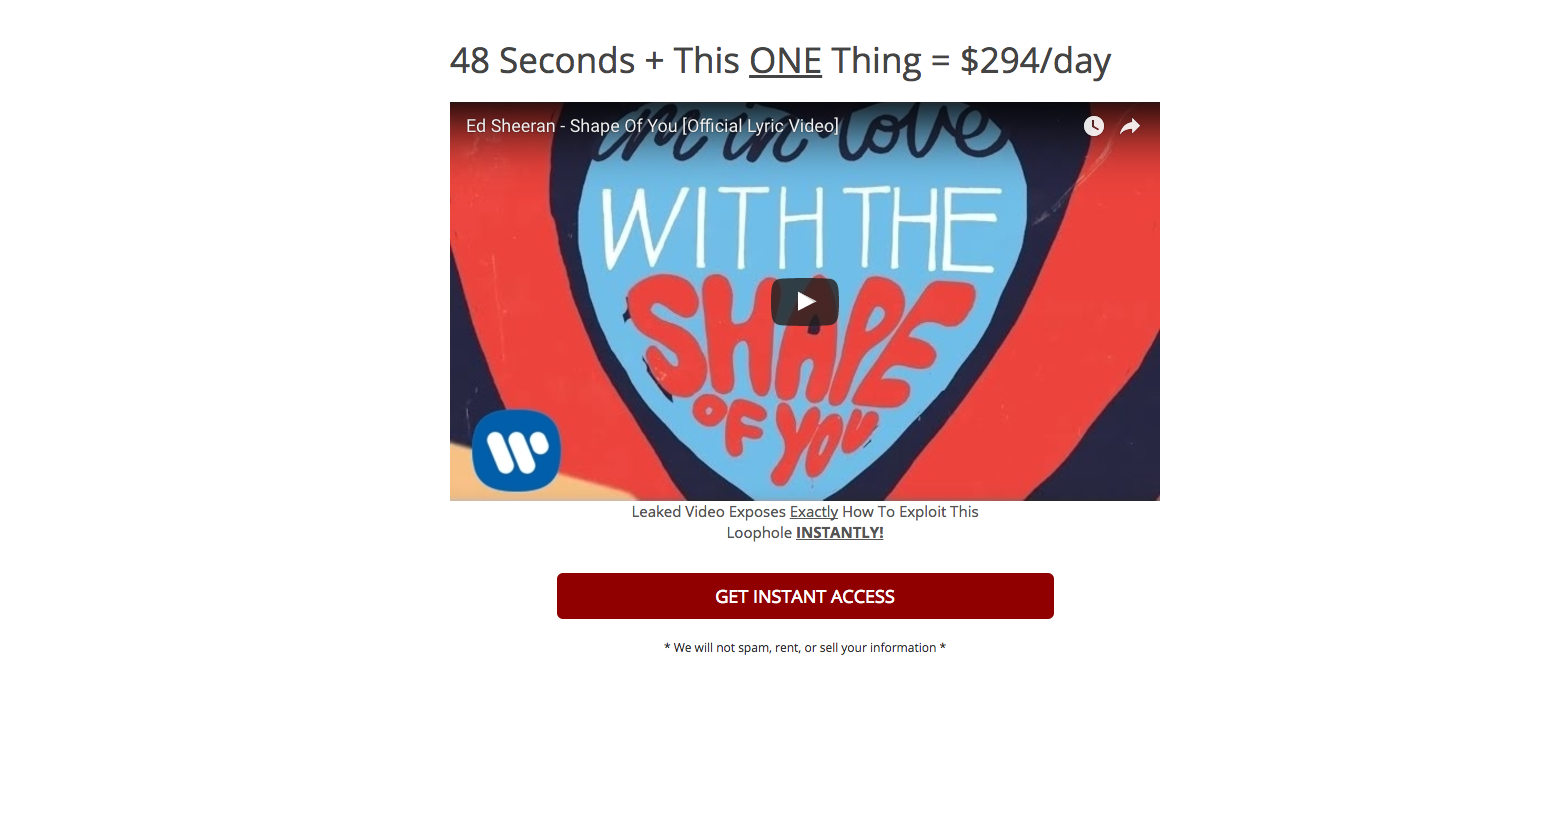 48 Seconds + This ONE Thing = $294/day
Ed Sheeran - Shape Of You [Official Lyric Video]
im in love
WITH THE
SHAPE
OF YOU
Leaked Video Exposes Exactly How To Exploit This
Loophole INSTANTLY!
GET INSTANT ACCESS
* We will not spam, rent, or sell your information *